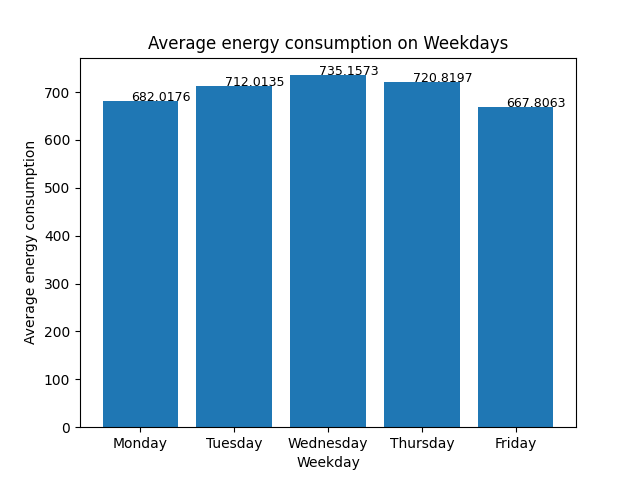 Average energy consumption on Weekdays
Average energy consumption
700
600
500
400
300
200
100
0
682.0176
712.0135
735.1573
720.8197
667.8063
Monday
Tuesday
Wednesday
Thursday
Friday
Weekday